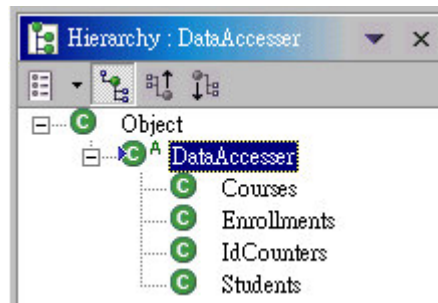 Hierarchy : DataAccesser
Object
A DataAccesser
Courses
Enrollments
IdCounters
Students